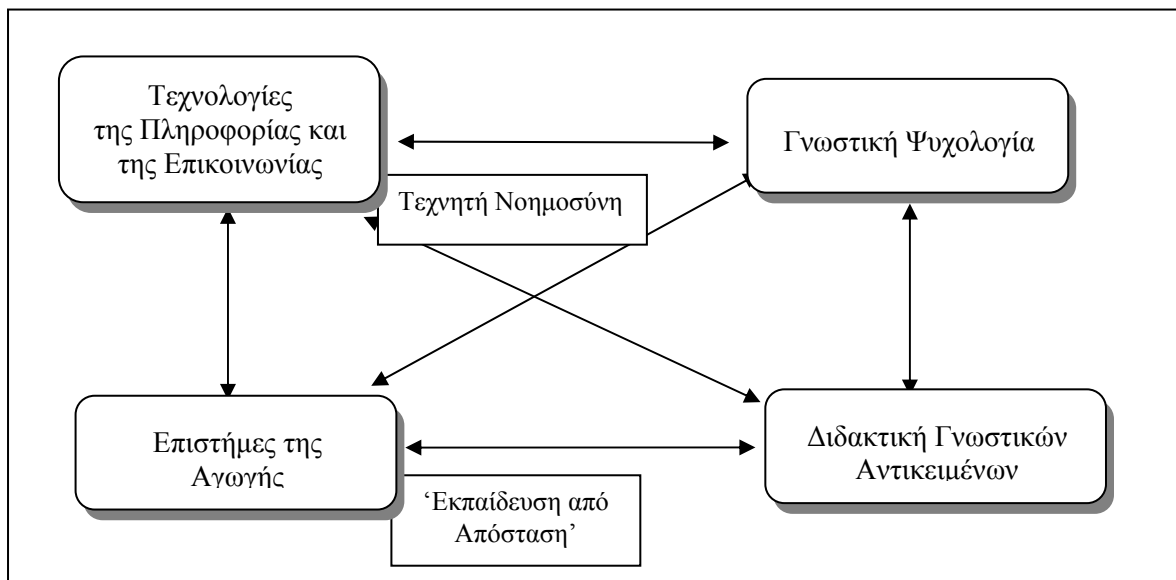 Τεχνολογίες
της Πληροφορίας και
της Επικοινωνίας
Γνωστική Ψυχολογία
Τεχνητή Νοημοσύνη
Επιστήμες της
Αγωγής
Διδακτική Γνωστικών
Αντικειμένων
‘Εκπαίδευση από
Απόσταση’